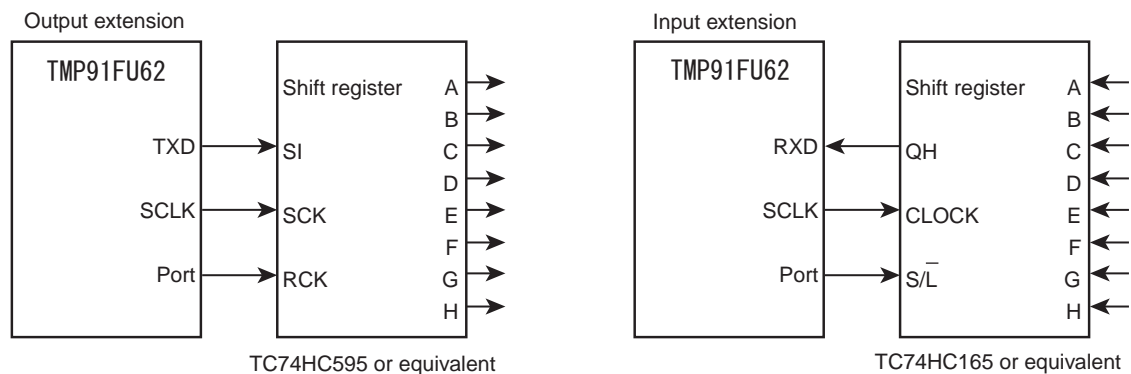 Output extension
TMP91FU62
TXD
SCLK
Port
Shift register
SI
SCK
RCK
A
B
C
D
E
F
G
H
TC74HC595 or equivalent
Input extension
TMP91FU62
RXD
SCLK
Port
Shift register
QH
CLOCK
S/L̅
A
B
C
D
E
F
G
H
TC74HC165 or equivalent